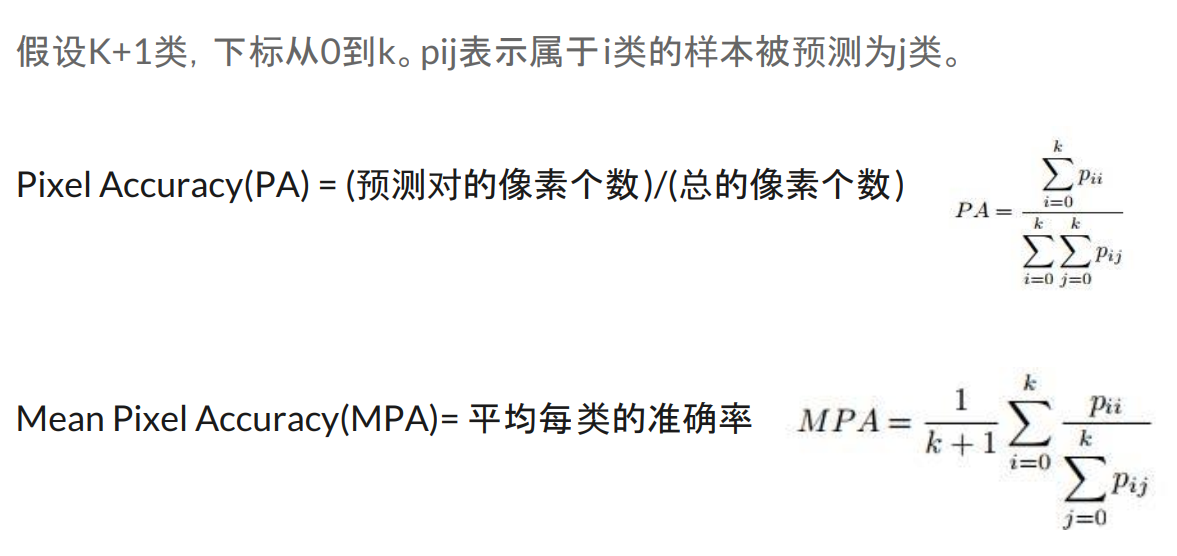 假设K+1类，下标从0到k。pij表示属于i类的样本被预测为j类。
Pixel Accuracy(PA) = (预测对的像素个数)/(总的像素个数) PA = \frac{\sum_{i=0}^{k} p_{ii}}{\sum_{i=0}^{k} \sum_{j=0}^{k} p_{ij}}
Mean Pixel Accuracy(MPA)= 平均每类的准确率 MPA = \frac{1}{k+1} \sum_{i=0}^{k} \frac{p_{ii}}{\sum_{j=0}^{k} p_{ij}}